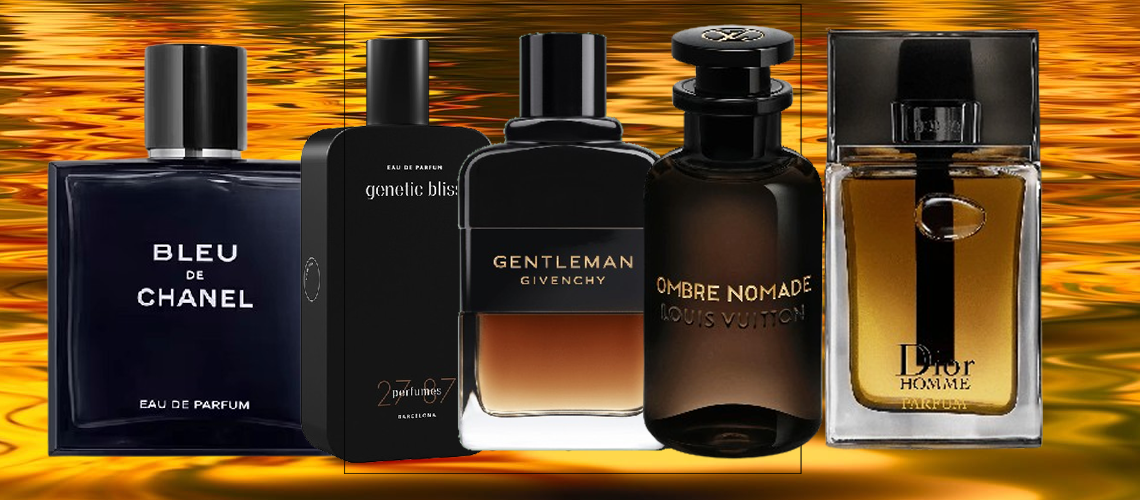 BLEU
DE
CHANEL
EAU DE PARFUM
EAU DE PARFUM
genetic bliss
27 87
perfumes
BARCELONA
GENTLEMAN
GIVENCHY
OMBRE NOMADE
LOUIS VUITTON
Dior
HOMME
PARFUM